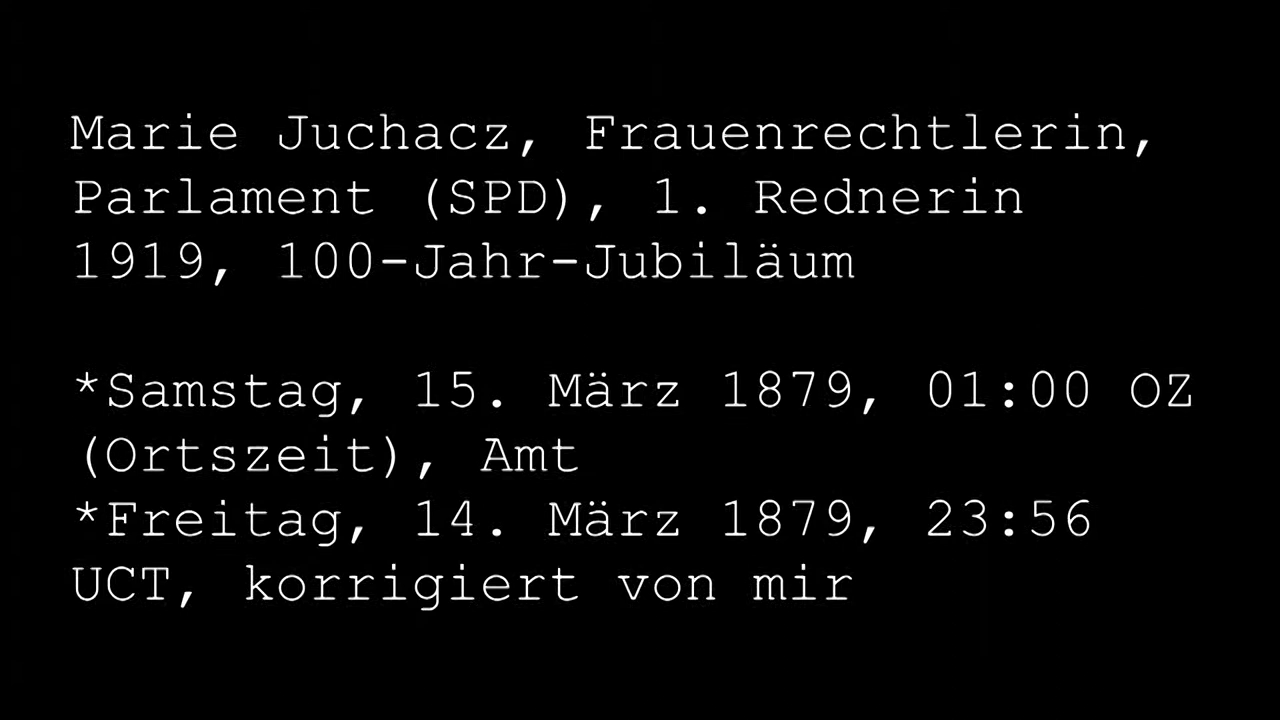 Marie Juchacz, Frauenrechtlerin,
Parlament (SPD), 1. Rednerin
1919, 100-Jahr-Jubiläum
*Samstag, 15. März 1879, 01:00 OZ
(Ortszeit), Amt
*Freitag, 14. März 1879, 23:56
UCT, korrigiert von mir